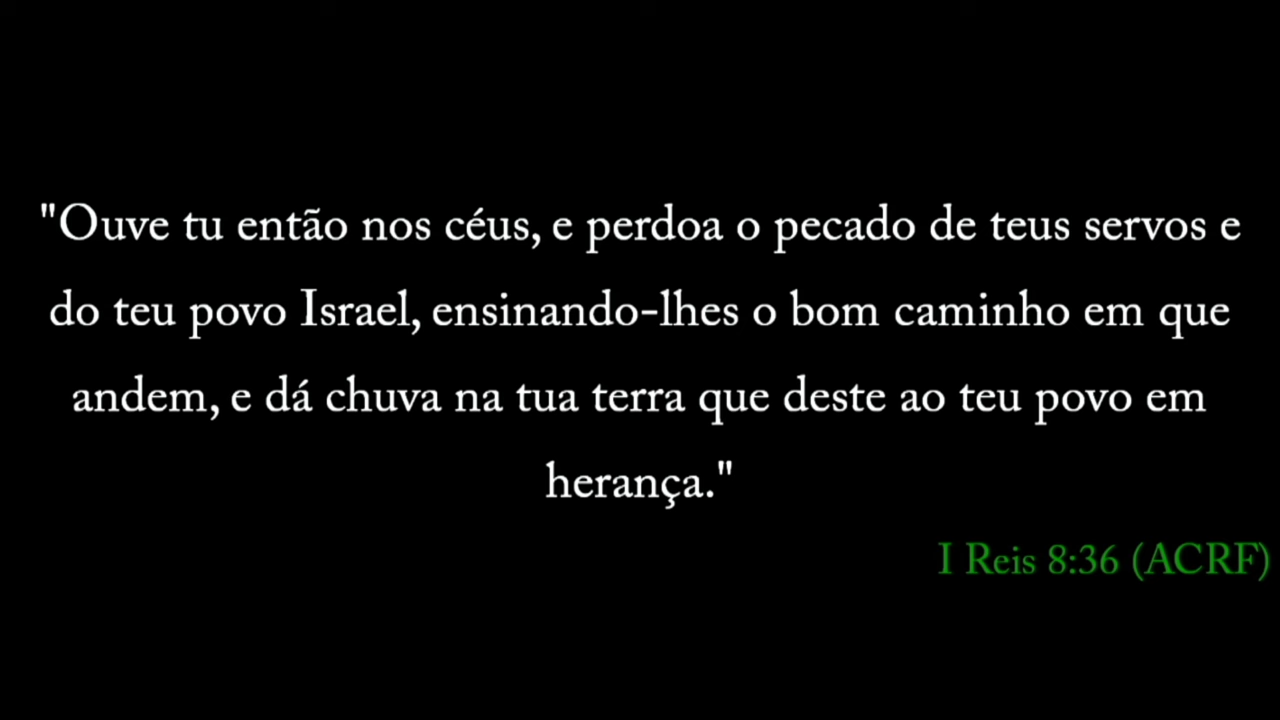 "Ouve tu então nos céus, e perdoa o pecado de teus servos e
do teu povo Israel, ensinando-lhes o bom caminho em que
andem, e dá chuva na tua terra que deste ao teu povo em
herança."
I Reis 8:36 (ACRF)